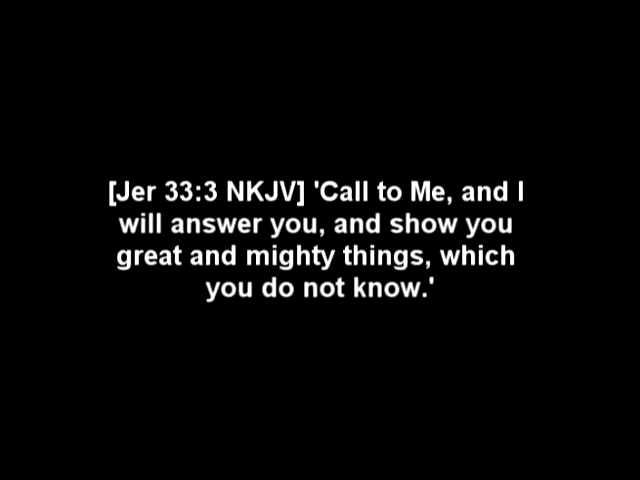 [Jer 33:3 NKJV] 'Call to Me, and I
will answer you, and show you
great and mighty things, which
you do not know.'